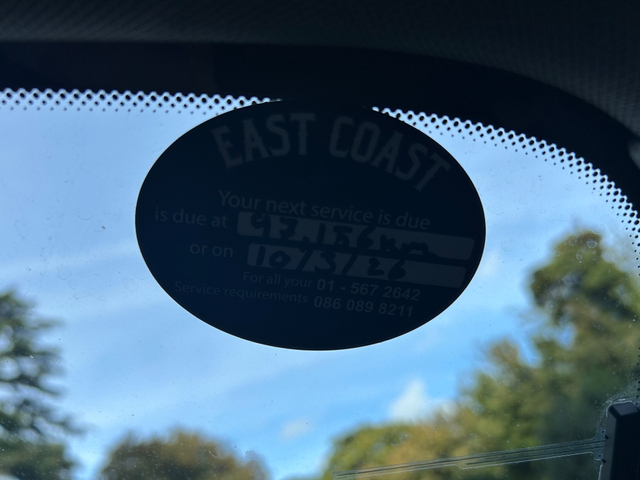 EAST COAST
Your next service is due
is due at
or on 10/3/26
For all your 01 - 567 2642
Service requirements 086 089 8211